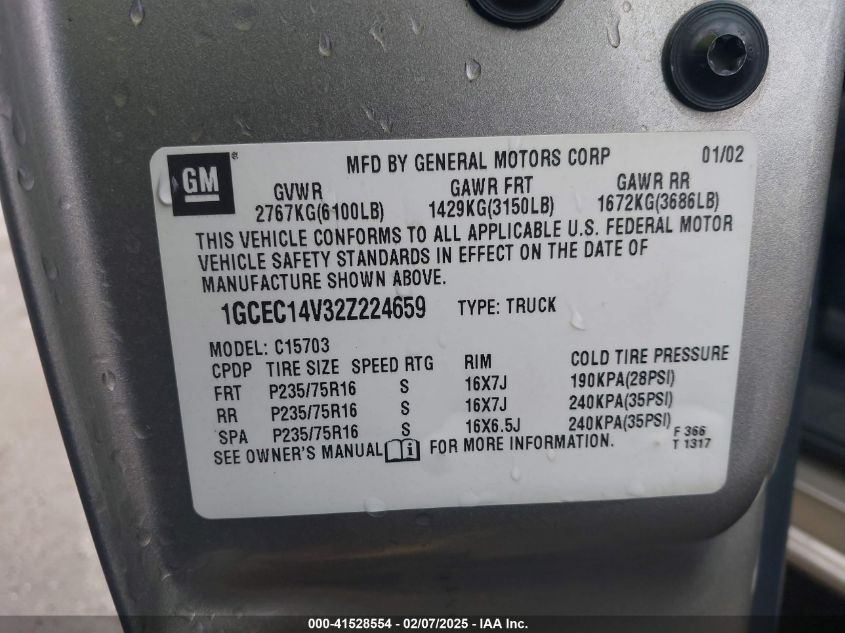 GM® MFD BY GENERAL MOTORS CORP 01/02
GVWR GAWR FRT GAWR RR
2767KG(6100LB) 1429KG(3150LB) 1672KG(3686LB)
THIS VEHICLE CONFORMS TO ALL APPLICABLE U.S. FEDERAL MOTOR
VEHICLE SAFETY STANDARDS IN EFFECT ON THE DATE OF
MANUFACTURE SHOWN ABOVE.
1GCEC14V32Z224659 TYPE: TRUCK
MODEL: C15703
CPDP TIRE SIZE SPEED RTG RIM COLD TIRE PRESSURE
FRT P235/75R16 S 16X7J 190KPA(28PSI)
RR P235/75R16 S 16X7J 240KPA(35PSI)
SPA P235/75R16 S 16X6.5J 240KPA(35PSI)
SEE OWNER'S MANUAL i FOR MORE INFORMATION.
F 366
T 1317
000-41528554 — 02/07/2025 - IAA Inc.